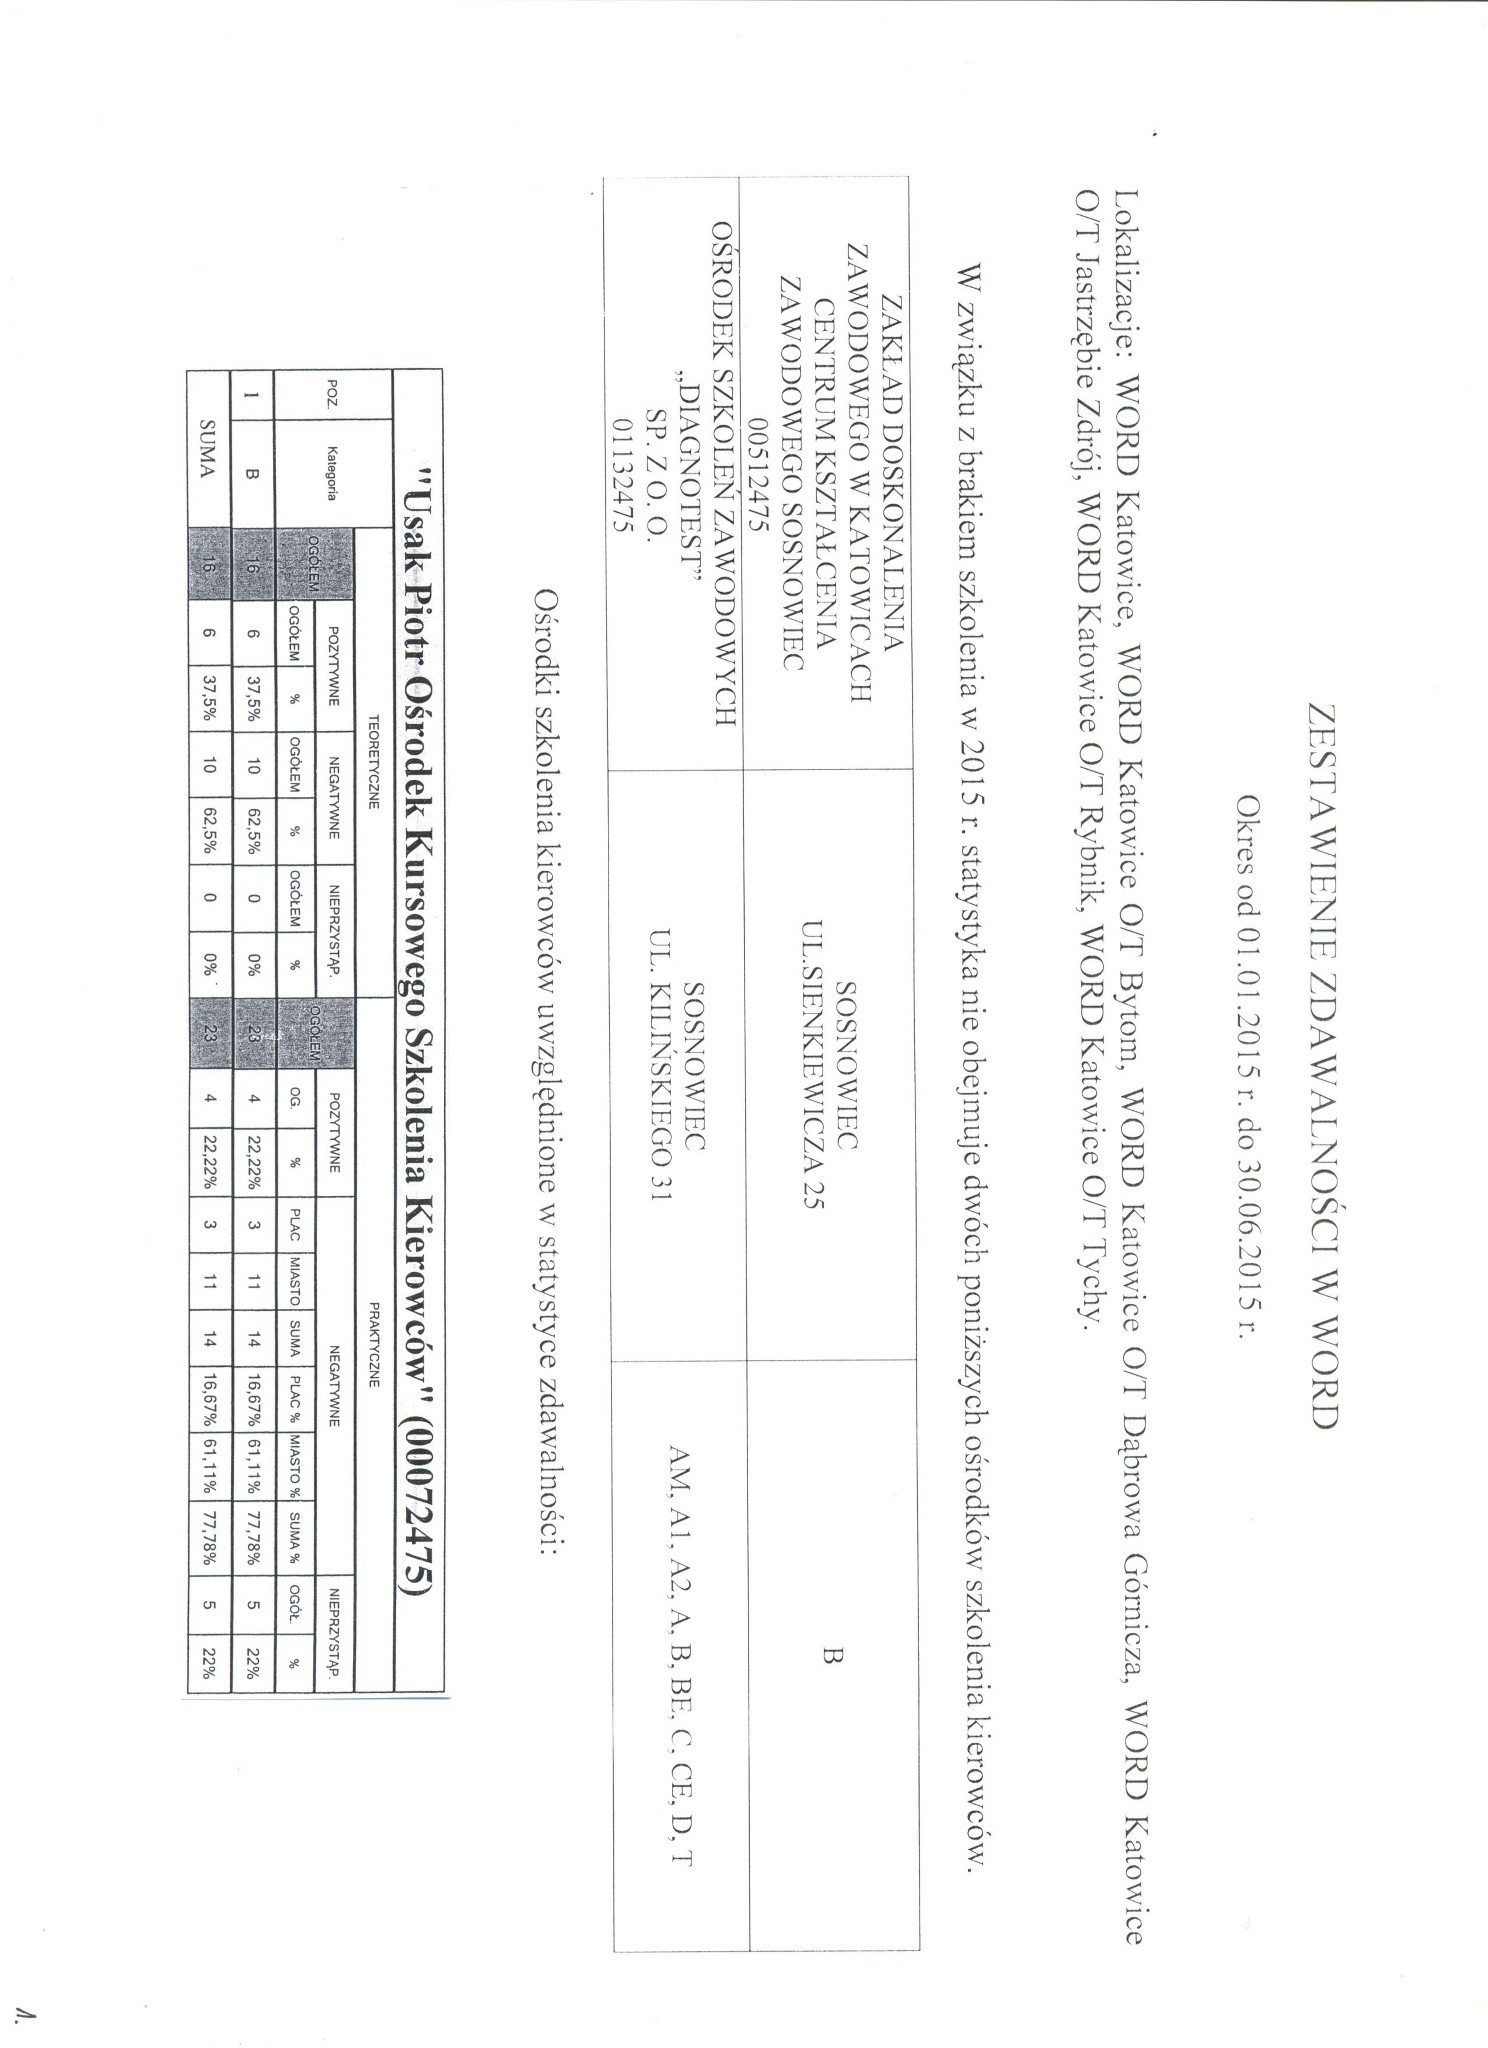 ZESTAWIENIE ZDAWALNOŚCI W WORD
Okres od 01.01.2015 r. do 30.06.2015 r.
Lokalizacje: WORD Katowice, WORD Katowice O/T Bytom, WORD Katowice O/T Dąbrowa Górnicza, WORD Katowice
O/T Jastrzębie Zdrój, WORD Katowice O/T Rybnik, WORD Katowice O/T Tychy.
W związku z brakiem szkolenia w 2015 r. statystyka nie obejmuje dwóch poniższych ośrodków szkolenia kierowców.
ZAKŁAD DOSKONALENIA
ZAWODOWEGO W KATOWICACH
CENTRUM KSZTAŁCENIA
ZAWODOWEGO SOSNOWIEC
00512475
SOSNOWIEC
UL.SIENKIEWICZA 25
B
OŚRODEK SZKOLEŃ ZAWODOWYCH
„DIAGNOTEST”
SP. Z O. O.
01132475
SOSNOWIEC
UL. KILIŃSKIEGO 31
AM, A1, A2, A, B, BE, C, CE, D, T
Ośrodki szkolenia kierowców uwzględnione w statystyce zdawalności:
"Usak Piotr Ośrodek Kursowego Szkolenia Kierowców" (00072475)
TEORETYCZNE PRAKTYCZNE
POZ. Kategoria OGÓŁEM POZYTYWNE NEGATYWNE NIEPRZYSTĄP. OGÓŁEM POZYTYWNE NEGATYWNE NIEPRZYSTĄP.
OGÓŁEM % OGÓŁEM % OGÓŁEM % OG. % PLAC MIASTO SUMA PLAC % MIASTO % SUMA % OGÓŁ. %
1 B 16 6 37,5% 10 62,5% 0 0% 23 4 22,22% 3 11 14 16,67% 61,11% 77,78% 5 22%
SUMA 16 6 37,5% 10 62,5% 0 0% 23 4 22,22% 3 11 14 16,67% 61,11% 77,78% 5 22%
1.